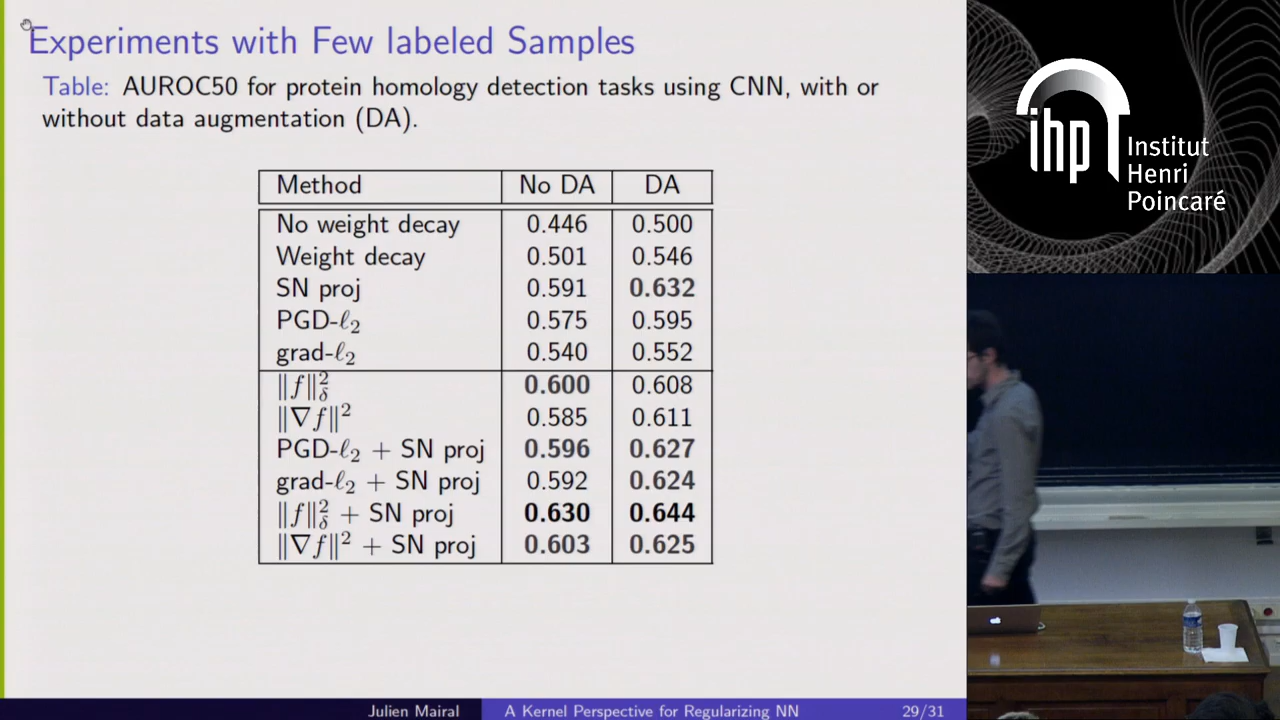 Experiments with Few labeled Samples
Table: AUROC50 for protein homology detection tasks using CNN, with or
without data augmentation (DA).
Method No DA DA
No weight decay 0.446 0.500
Weight decay 0.501 0.546
SN proj 0.591 0.632
PGD-ℓ₂ 0.575 0.595
grad-ℓ₂ 0.540 0.552
‖f‖²_δ 0.600 0.608
‖∇f‖² 0.585 0.611
PGD-ℓ₂ + SN proj 0.596 0.627
grad-ℓ₂ + SN proj 0.592 0.624
‖f‖²_δ + SN proj 0.630 0.644
‖∇f‖² + SN proj 0.603 0.625
Julien Mairal A Kernel Perspective for Regularizing NN 29/31
ihp Institut
Henri
Poincaré